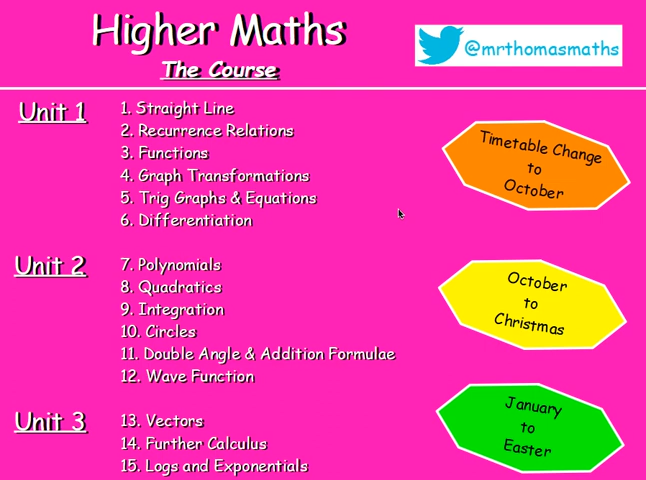 Higher Maths
The Course
@mrthomasmaths
Unit 1
1. Straight Line
2. Recurrence Relations
3. Functions
4. Graph Transformations
5. Trig Graphs & Equations
6. Differentiation
Timetable Change
to
October
Unit 2
7. Polynomials
8. Quadratics
9. Integration
10. Circles
11. Double Angle & Addition Formulae
12. Wave Function
October
to
Christmas
Unit 3
13. Vectors
14. Further Calculus
15. Logs and Exponentials
January
to
Easter